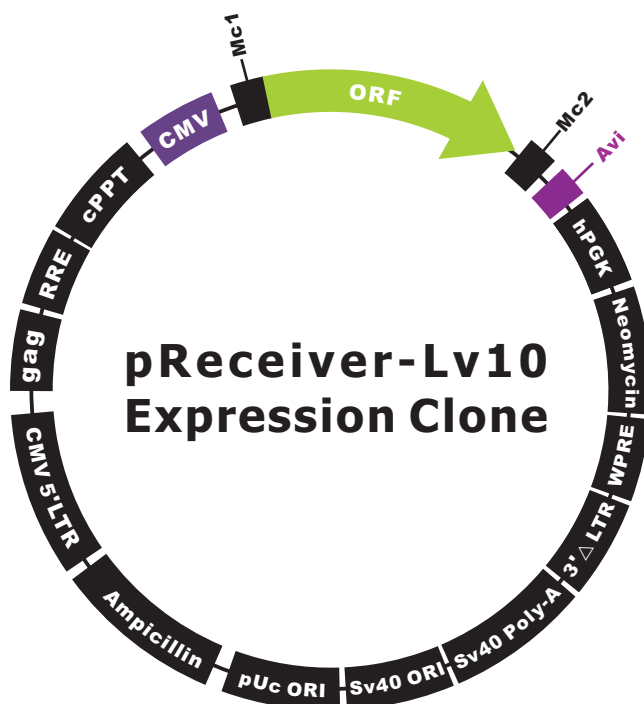 Mc1
ORF
Mc2
Avi
hPGK
Neomycin
WPRE
3'△ LTR
Sv40 Poly-A
Sv40 ORI
pUc ORI
Ampicillin
CMV 5'LTR
gag
RRE
cPPT
CMV
pReceiver-Lv10
Expression Clone